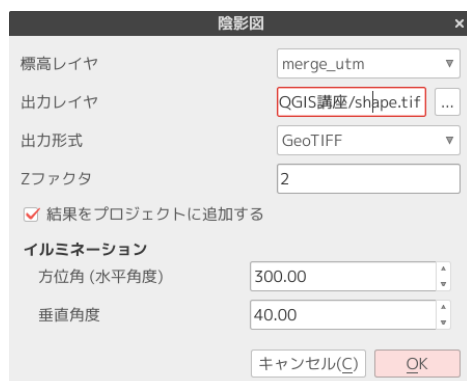 陰影図 ×
標高レイヤ merge_utm
出力レイヤ QGIS講座/shape.tif ...
出力形式 GeoTIFF
Zファクタ 2
結果をプロジェクトに追加する
イルミネーション
方位角 (水平角度) 300.00
垂直角度 40.00
キャンセル(C) OK